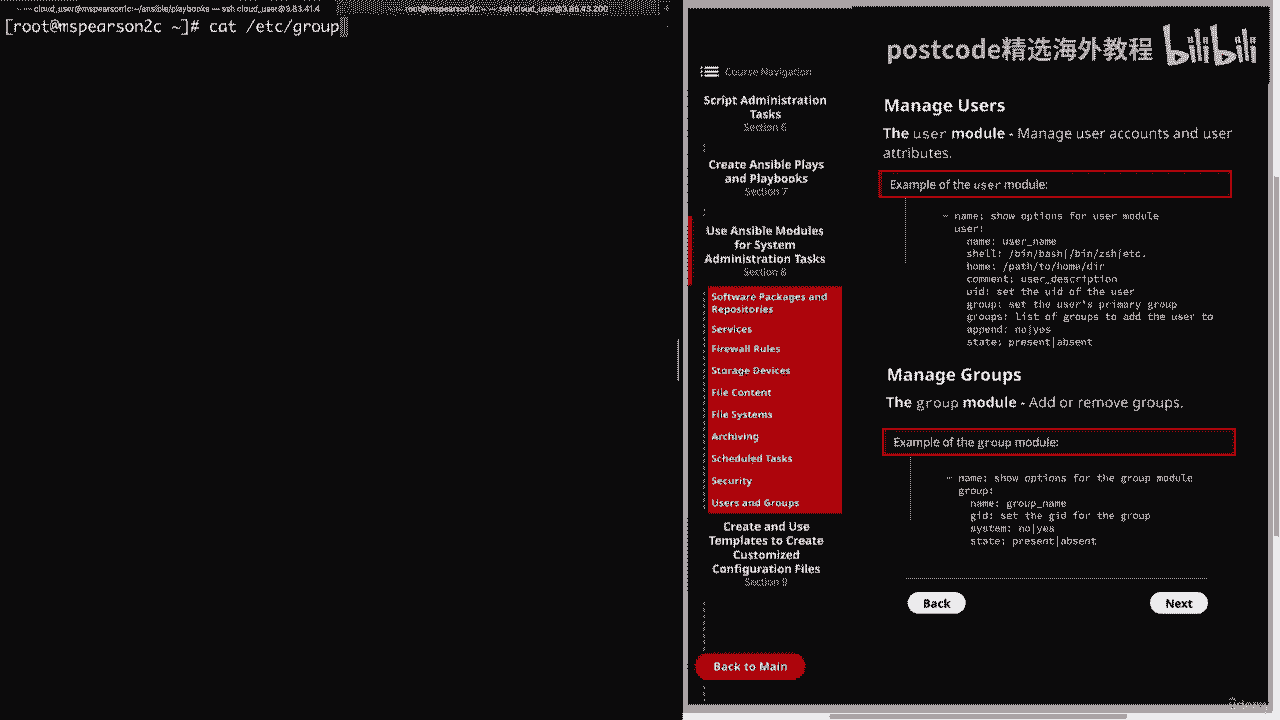 cloud_user@mspearson1c:~/ansible/playbooks — ssh cloud_user@3.83.41.4
[root@mspearson2c ~]# cat /etc/group
postcode精选海外教程 bilibili
Course Navigation
Script Administration
Tasks
Section 6
Create Ansible Plays
and Playbooks
Section 7
Use Ansible Modules
for System
Administration Tasks
Section 8
Software Packages and
Repositories
Services
Firewall Rules
Storage Devices
File Content
File Systems
Archiving
Scheduled Tasks
Security
Users and Groups
Create and Use
Templates to Create
Customized
Configuration Files
Section 9
Back to Main
Manage Users
The user module - Manage user accounts and user
attributes.
Example of the user module:
- name: show options for user module
user:
name: user_name
shell: /bin/bash|/bin/zsh|etc.
home: /path/to/home/dir
comment: user_description
uid: set the uid of the user
group: set the user's primary group
groups: list of groups to add the user to
append: no|yes
state: present|absent
Manage Groups
The group module - Add or remove groups.
Example of the group module:
- name: show options for the group module
group:
name: group_name
gid: set the gid for the group
system: no|yes
state: present|absent
Back
Next